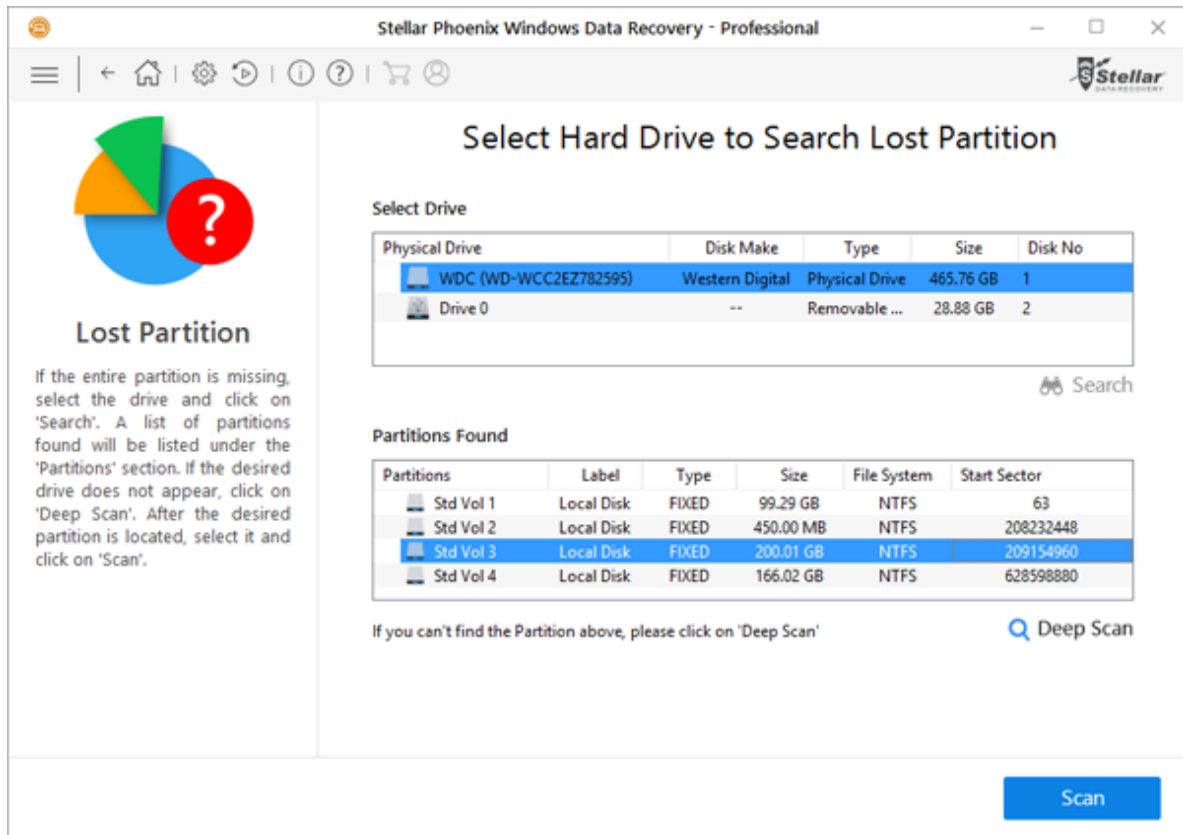 Stellar Phoenix Windows Data Recovery - Professional
Stellar
DATA RECOVERY
Select Hard Drive to Search Lost Partition
Lost Partition
If the entire partition is missing,
select the drive and click on
'Search'. A list of partitions
found will be listed under the
'Partitions' section. If the desired
drive does not appear, click on
'Deep Scan'. After the desired
partition is located, select it and
click on 'Scan'.
Select Drive
Physical Drive Disk Make Type Size Disk No
WDC (WD-WCC2EZ782595) Western Digital Physical Drive 465.76 GB 1
Drive 0 -- Removable ... 28.88 GB 2
Search
Partitions Found
Partitions Label Type Size File System Start Sector
Std Vol 1 Local Disk FIXED 99.29 GB NTFS 63
Std Vol 2 Local Disk FIXED 450.00 MB NTFS 208232448
Std Vol 3 Local Disk FIXED 200.01 GB NTFS 209154960
Std Vol 4 Local Disk FIXED 166.02 GB NTFS 628598880
If you can't find the Partition above, please click on 'Deep Scan'
Deep Scan
Scan